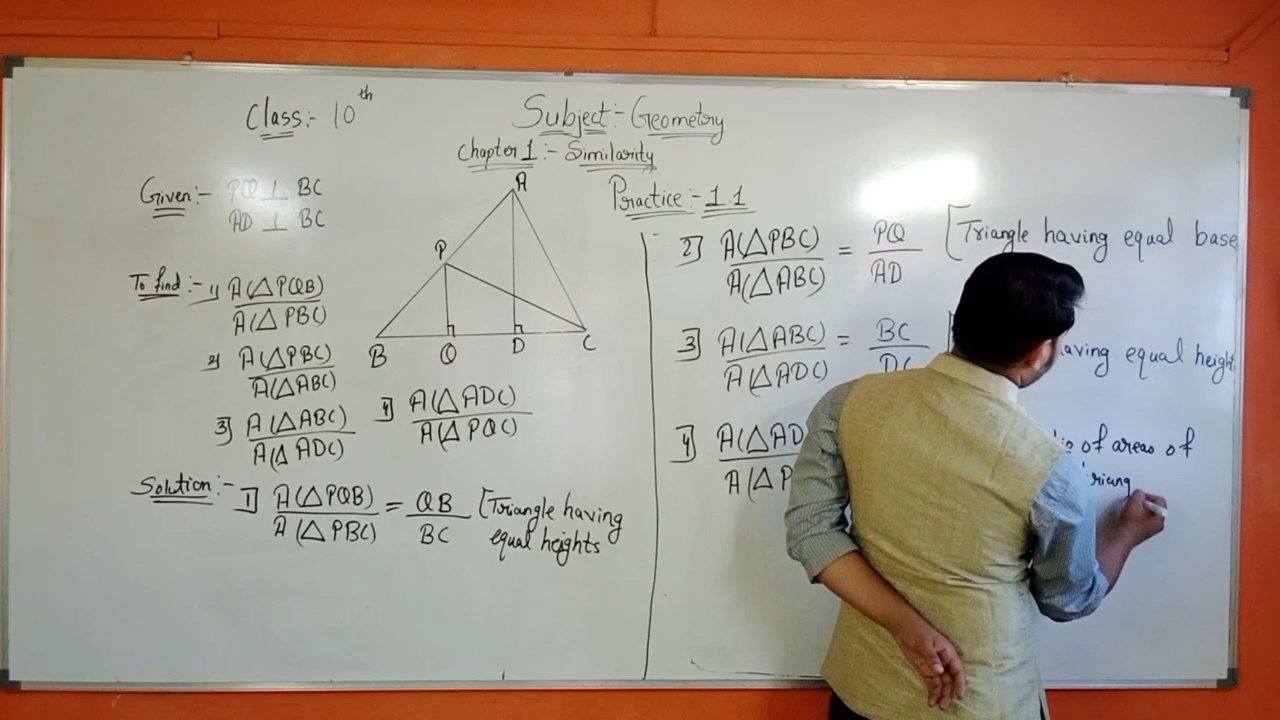 Class:- 10th
Subject:- Geometry
Chapter 1:- Similarity
Practice:- 1.1
Given:- PQ ⊥ BC
AD ⊥ BC
To find:- 1) A(△PQB)
A(△PBC)
2) A(△PBC)
A(△ABC)
3) A(△ABC)
A(△ADC)
4) A(△ADC)
A(△PQC)
A
P
B Q D C
Solution:- 1] A(△PQB) = QB [Triangle having
A(△PBC) BC equal heights
2] A(△PBC) = PQ [Triangle having equal base
A(△ABC) AD
3] A(△ABC) = BC [ having equal height
A(△ADC) DC
4] A(△AD of areas of
A(△P